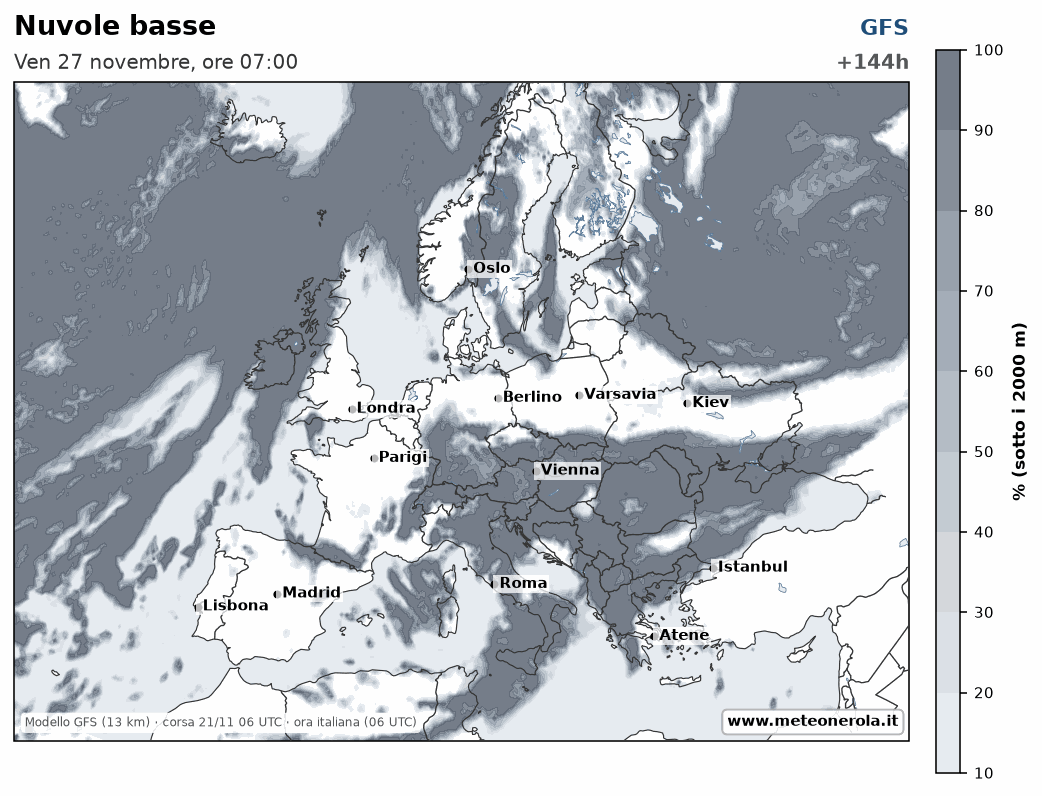 Nuvole basse
GFS
Ven 27 novembre, ore 07:00
+144h
100
90
80
70
60
50
40
30
20
10
% (sotto i 2000 m)
Oslo
Berlino
Varsavia
Kiev
Londra
Parigi
Vienna
Istanbul
Roma
Madrid
Lisbona
Atene
Modello GFS (13 km) · corsa 21/11 06 UTC · ora italiana (06 UTC)
www.meteonerola.it